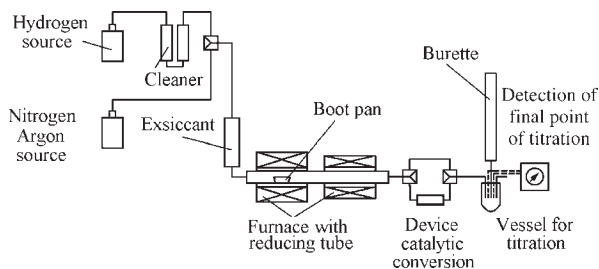 Hydrogen
source
Cleaner
Nitrogen
Argon
source
Exsiccant
Boot pan
Furnace with
reducing tube
Device
catalytic
conversion
Burette
Detection of
final point
of titration
Vessel for
titration